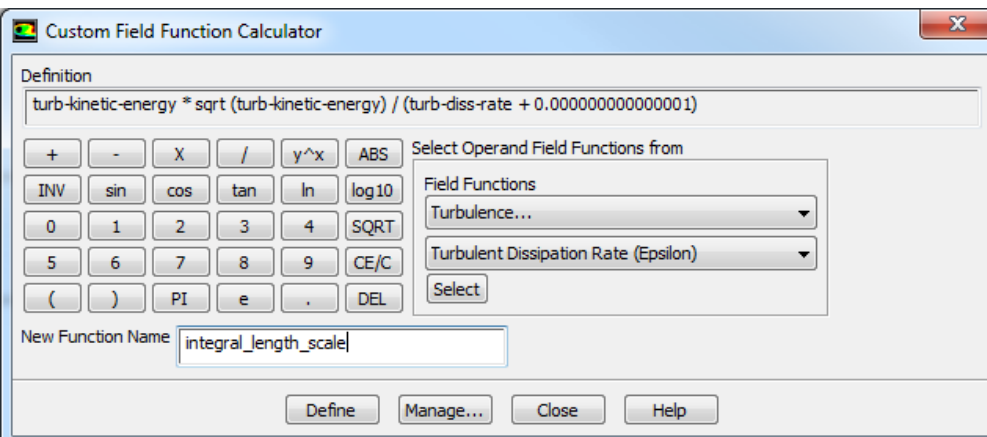 Custom Field Function Calculator
X
Definition
turb-kinetic-energy * sqrt (turb-kinetic-energy) / (turb-diss-rate + 0.000000000000001)
+ - X / y^x ABS
INV sin cos tan ln log10
0 1 2 3 4 SQRT
5 6 7 8 9 CE/C
( ) PI e . DEL
Select Operand Field Functions from
Field Functions
Turbulence...
Turbulent Dissipation Rate (Epsilon)
Select
New Function Name integral_length_scale
Define Manage... Close Help